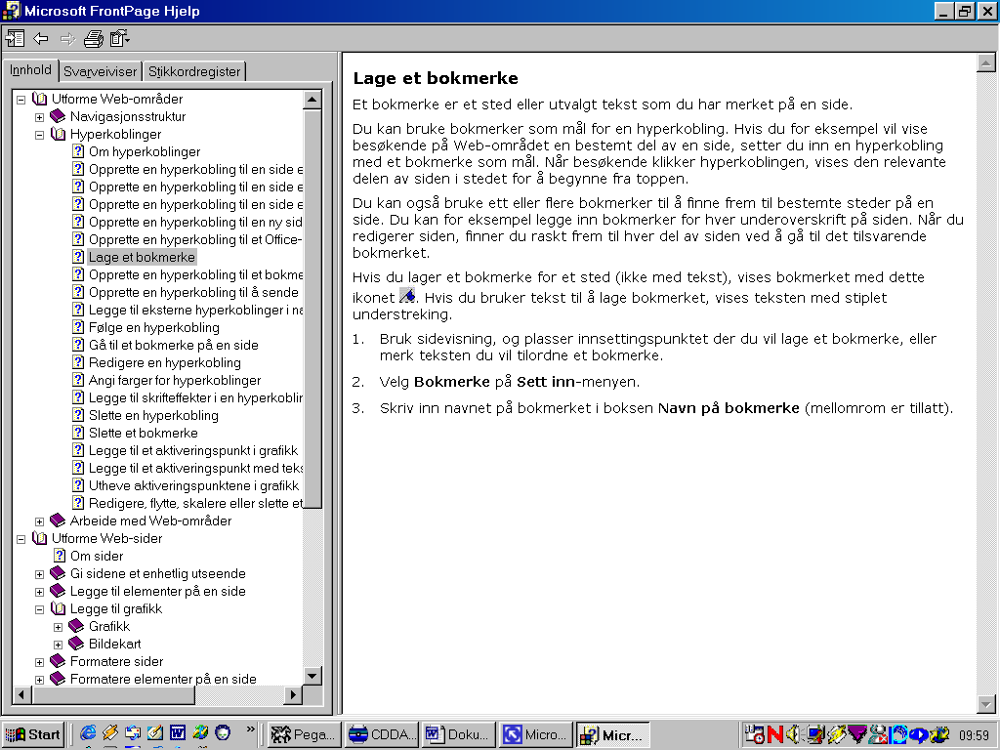 Microsoft FrontPage Hjelp
Innhold Svarveiviser Stikkordregister
Utforme Web-områder
Navigasjonsstruktur
Hyperkoblinger
Om hyperkoblinger
Opprette en hyperkobling til en side e
Opprette en hyperkobling til en side e
Opprette en hyperkobling til en side e
Opprette en hyperkobling til en ny sid
Opprette en hyperkobling til et Office-
Lage et bokmerke
Opprette en hyperkobling til et bokme
Opprette en hyperkobling til å sende
Legge til eksterne hyperkoblinger i na
Følge en hyperkobling
Gå til et bokmerke på en side
Redigere en hyperkobling
Angi farger for hyperkoblinger
Legge til skrifteffekter i en hyperkoblir
Slette en hyperkobling
Slette et bokmerke
Legge til et aktiveringspunkt i grafikk
Legge til et aktiveringspunkt med teks
Utheve aktiveringspunktene i grafikk
Redigere, flytte, skalere eller slette et
Arbeide med Web-områder
Utforme Web-sider
Om sider
Gi sidene et enhetlig utseende
Legge til elementer på en side
Legge til grafikk
Grafikk
Bildekart
Formatere sider
Formatere elementer på en side
Lage et bokmerke
Et bokmerke er et sted eller utvalgt tekst som du har merket på en side.
Du kan bruke bokmerker som mål for en hyperkobling. Hvis du for eksempel vil vise
besøkende på Web-området en bestemt del av en side, setter du inn en hyperkobling
med et bokmerke som mål. Når besøkende klikker hyperkoblingen, vises den relevante
delen av siden i stedet for å begynne fra toppen.
Du kan også bruke ett eller flere bokmerker til å finne frem til bestemte steder på en
side. Du kan for eksempel legge inn bokmerker for hver underoverskrift på siden. Når du
redigerer siden, finner du raskt frem til hver del av siden ved å gå til det tilsvarende
bokmerket.
Hvis du lager et bokmerke for et sted (ikke med tekst), vises bokmerket med dette
ikonet . Hvis du bruker tekst til å lage bokmerket, vises teksten med stiplet
understreking.
1. Bruk sidevisning, og plasser innsettingspunktet der du vil lage et bokmerke, eller
merk teksten du vil tilordne et bokmerke.
2. Velg Bokmerke på Sett inn-menyen.
3. Skriv inn navnet på bokmerket i boksen Navn på bokmerke (mellomrom er tillatt).
Start » Pega... CDDA... Doku... Micro... Micr... 09:59